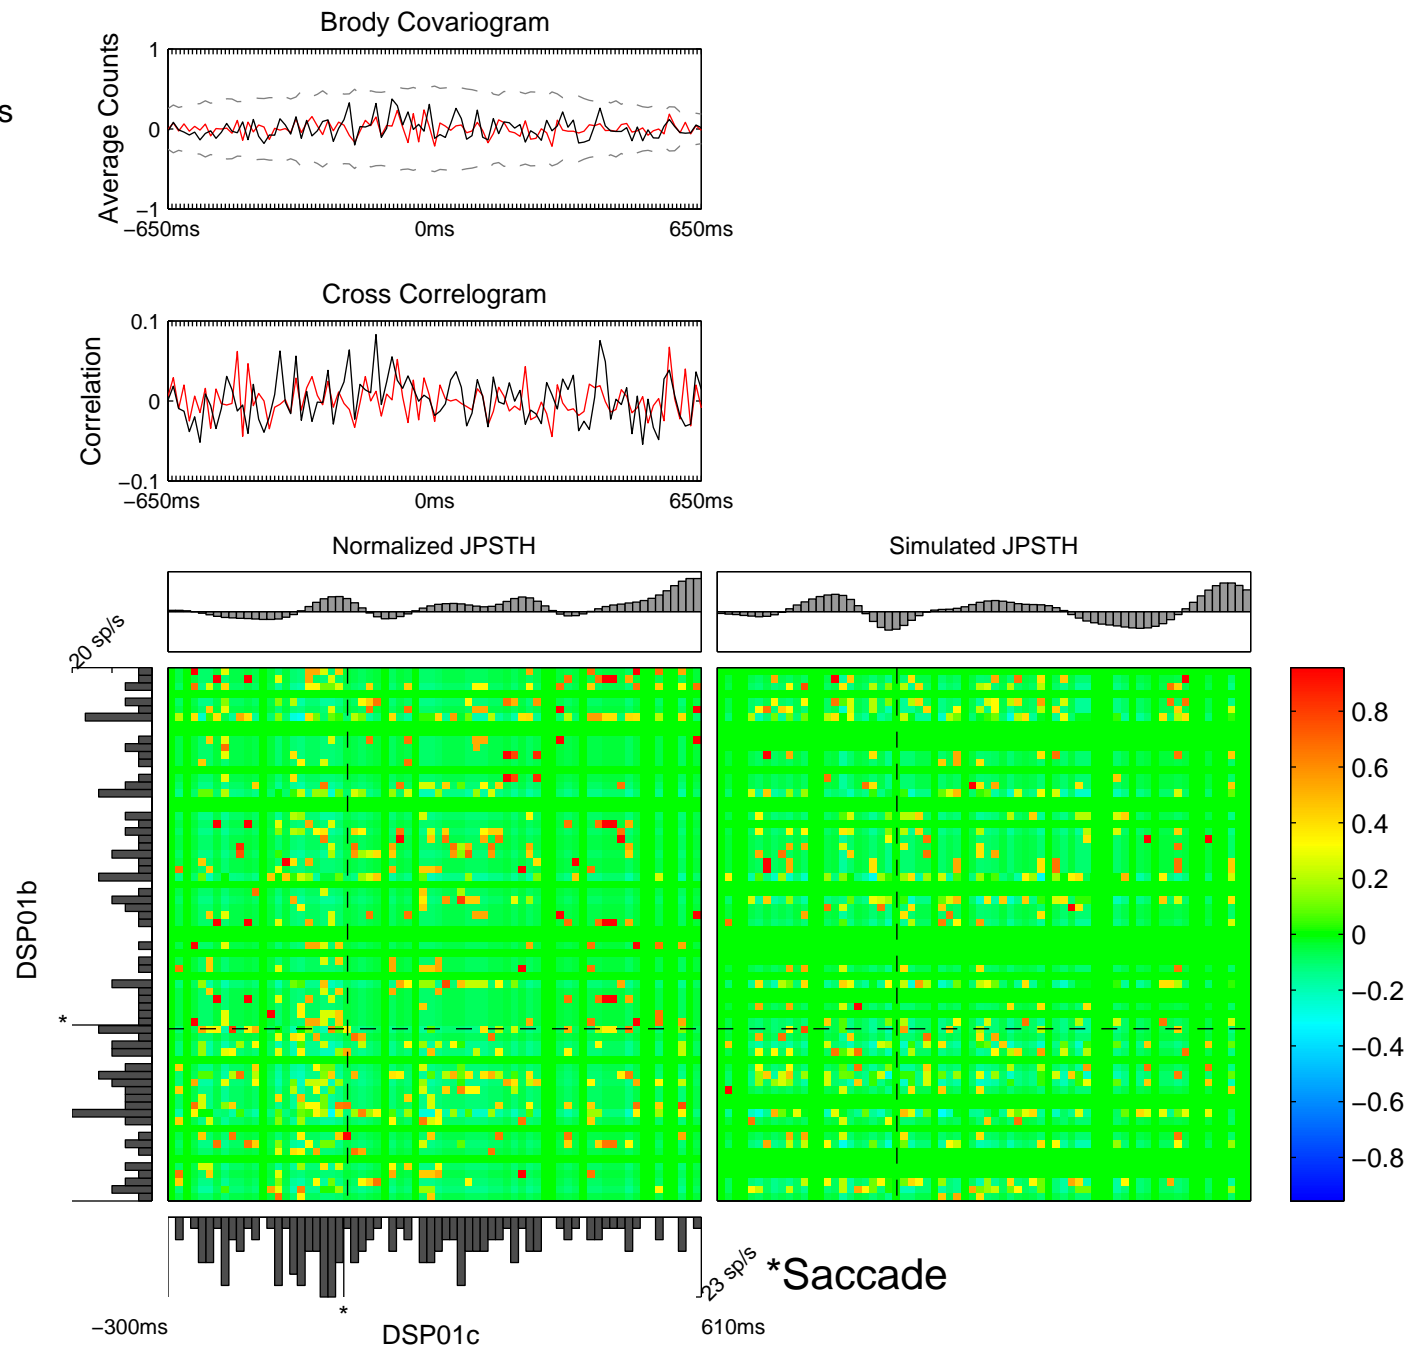 Brody Covariogram
s
Average Counts
1
0
−1
−650ms 0ms 650ms
Cross Correlogram
Correlation
0.1
0
−0.1
−650ms 0ms 650ms
Normalized JPSTH
Simulated JPSTH
20 sp/s
DSP01b
*
0.8
0.6
0.4
0.2
0
−0.2
−0.4
−0.6
−0.8
23 sp/s
*Saccade
*
−300ms
DSP01c
610ms